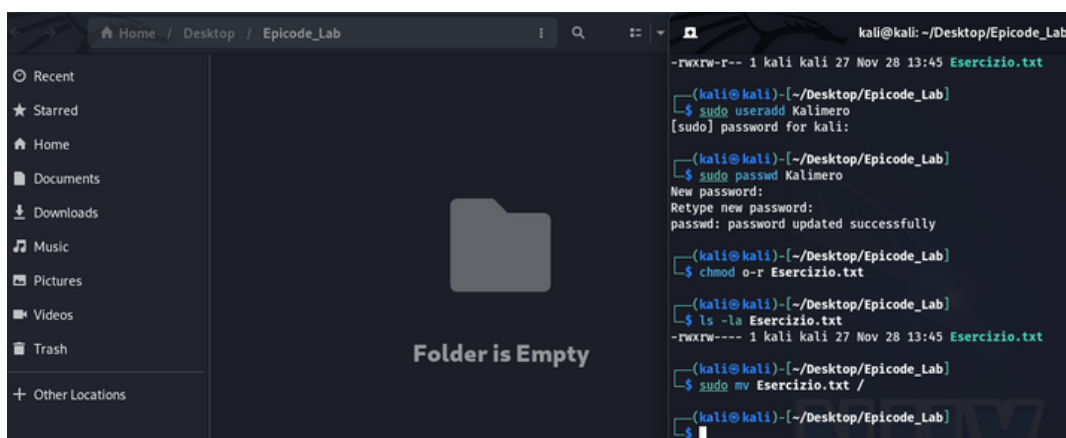 Home / Desktop / Epicode_Lab
Recent
Starred
Home
Documents
Downloads
Music
Pictures
Videos
Trash
+ Other Locations
Folder is Empty
kali@kali: ~/Desktop/Epicode_Lab
-rwxrw-r-- 1 kali kali 27 Nov 28 13:45 Esercizio.txt
┌──(kali㉿kali)-[~/Desktop/Epicode_Lab]
└─$ sudo useradd Kalimero
[sudo] password for kali:
┌──(kali㉿kali)-[~/Desktop/Epicode_Lab]
└─$ sudo passwd Kalimero
New password:
Retype new password:
passwd: password updated successfully
┌──(kali㉿kali)-[~/Desktop/Epicode_Lab]
└─$ chmod o-r Esercizio.txt
┌──(kali㉿kali)-[~/Desktop/Epicode_Lab]
└─$ ls -la Esercizio.txt
-rwxrw---- 1 kali kali 27 Nov 28 13:45 Esercizio.txt
┌──(kali㉿kali)-[~/Desktop/Epicode_Lab]
└─$ sudo mv Esercizio.txt /
┌──(kali㉿kali)-[~/Desktop/Epicode_Lab]
└─$